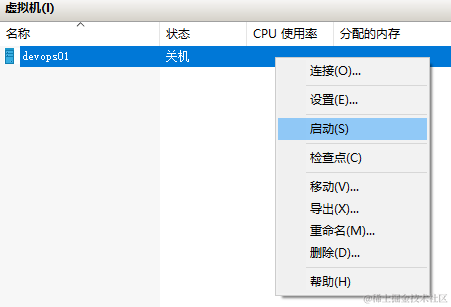 虚拟机(I)
名称 状态 CPU 使用率 分配的内存
devops01 关机
连接(O)...
设置(E)...
启动(S)
检查点(C)
移动(V)...
导出(X)...
重命名(M)...
删除(D)...
帮助(H)
@稀土掘金技术社区